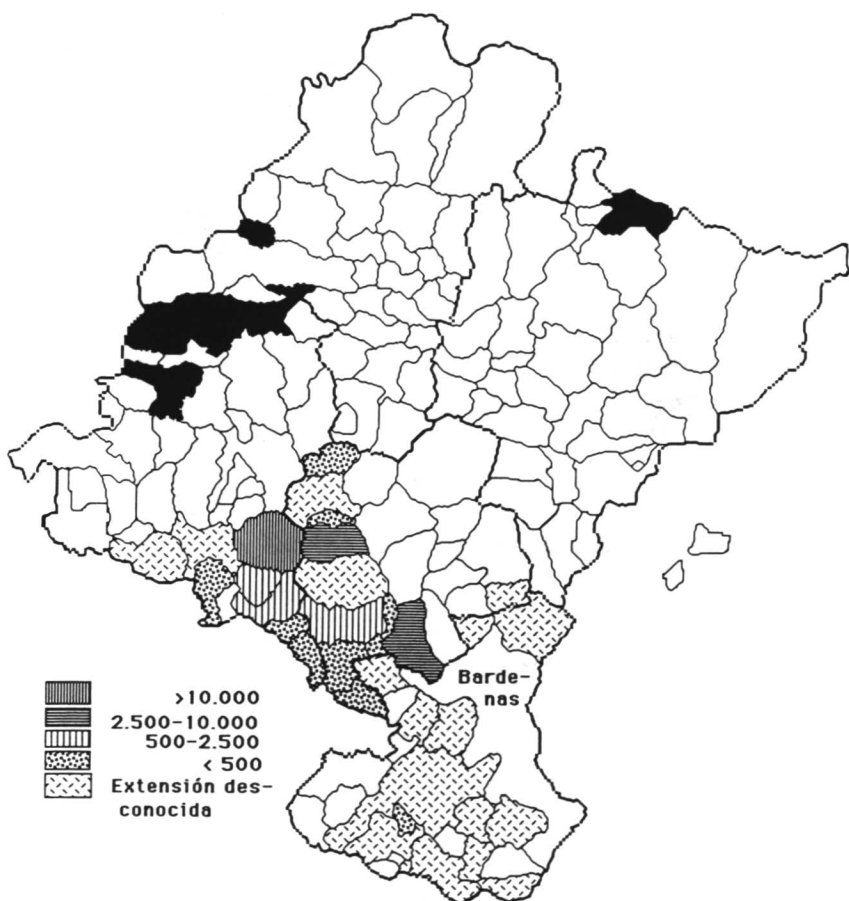 Barde-
nas
>10.000
2.500-10.000
500-2.500
< 500
Extensión des-
conocida